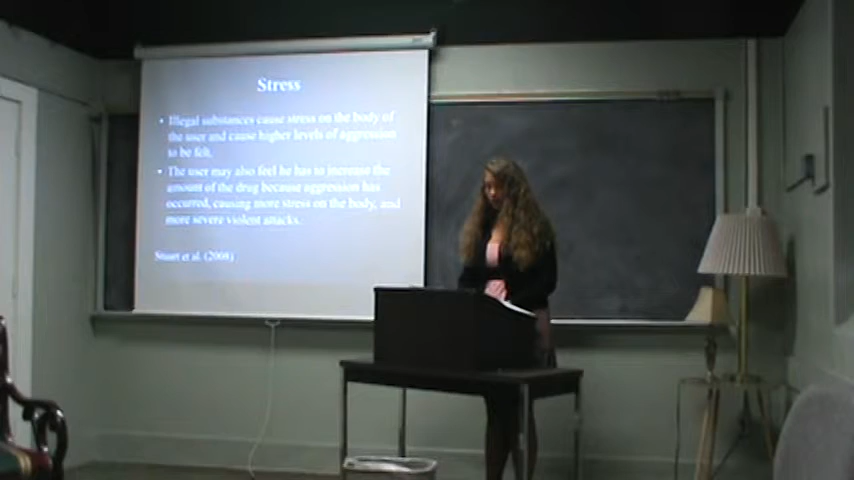 Stress
• Illegal substances cause stress on the body of
the user and cause higher levels of aggression
to be felt.
• The user may also feel he has to increase the
amount of the drug because aggression has
occurred, causing more stress on the body, and
more severe violent attacks.
Stuart et al. (2008)